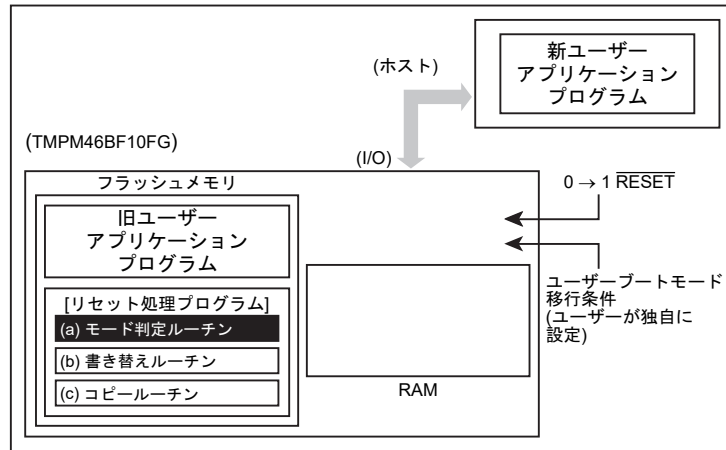 (ホスト)
新ユーザー
アプリケーション
プログラム
(TMPM46BF10FG)
(I/O)
フラッシュメモリ
旧ユーザー
アプリケーション
プログラム
[リセット処理プログラム]
(a) モード判定ルーチン
(b) 書き替えルーチン
(c) コピールーチン
RAM
0 → 1 RESET
ユーザーブートモード
移行条件
(ユーザーが独自に
設定)